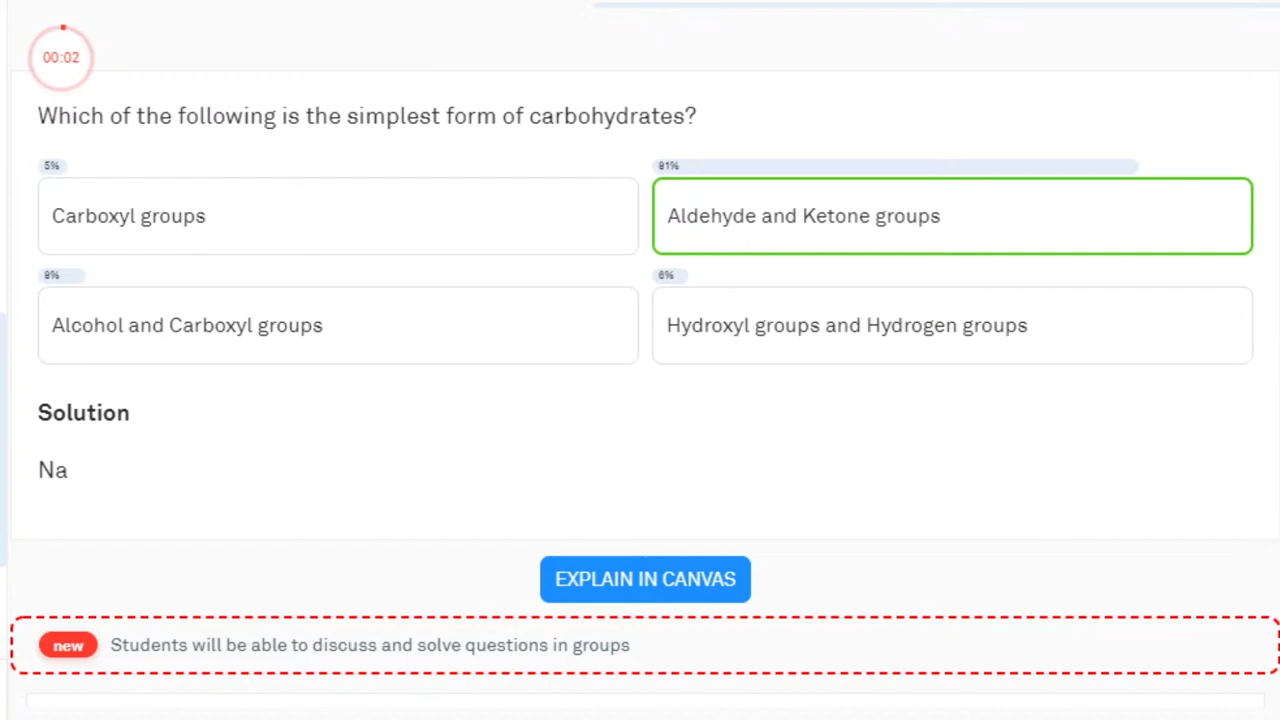 00:02
Which of the following is the simplest form of carbohydrates?
5%
81%
Carboxyl groups
Aldehyde and Ketone groups
9%
6%
Alcohol and Carboxyl groups
Hydroxyl groups and Hydrogen groups
Solution
Na
EXPLAIN IN CANVAS
new Students will be able to discuss and solve questions in groups